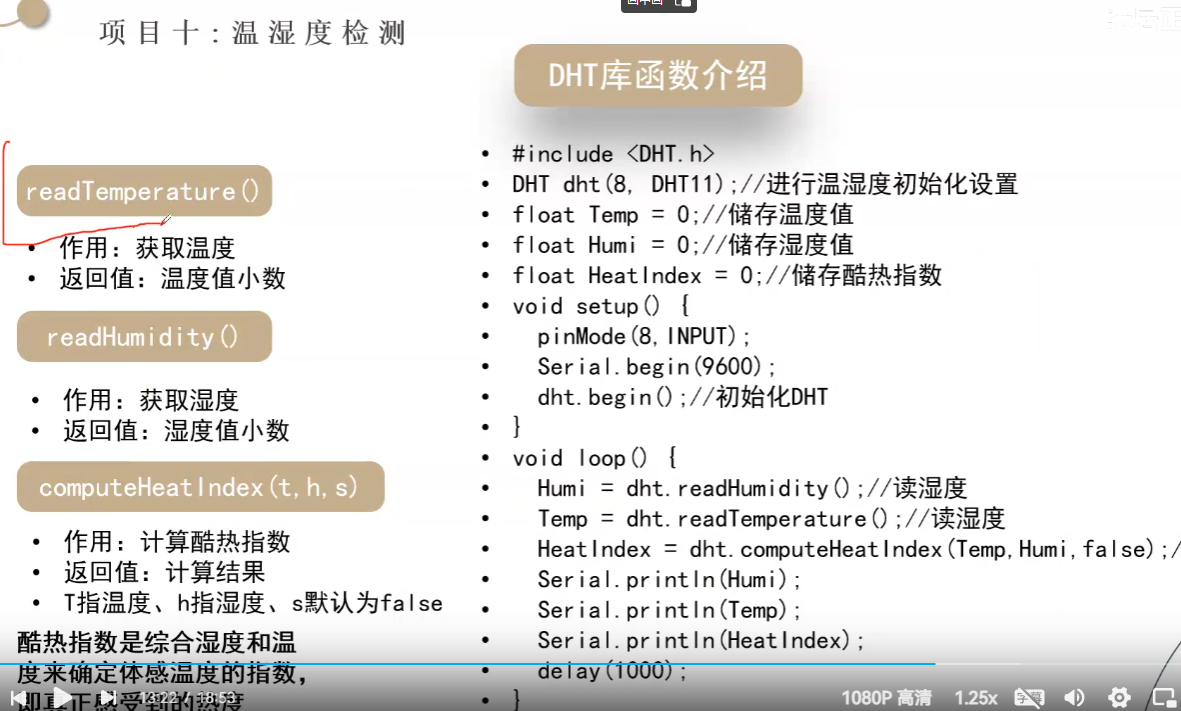 项目十:温湿度检测
DHT库函数介绍
readTemperature()
• 作用: 获取温度
• 返回值: 温度值小数
readHumidity()
• 作用: 获取湿度
• 返回值: 湿度值小数
computeHeatIndex(t,h,s)
• 作用: 计算酷热指数
• 返回值: 计算结果
• T指温度、h指湿度、s默认为false
酷热指数是综合湿度和温
度来确定体感温度的指数,
即真正感受到的热度
• #include <DHT.h>
• DHT dht(8, DHT11);//进行温湿度初始化设置
• float Temp = 0;//储存温度值
• float Humi = 0;//储存湿度值
• float HeatIndex = 0;//储存酷热指数
• void setup() {
• pinMode(8,INPUT);
• Serial.begin(9600);
• dht.begin();//初始化DHT
• }
• void loop() {
• Humi = dht.readHumidity();//读湿度
• Temp = dht.readTemperature();//读湿度
• HeatIndex = dht.computeHeatIndex(Temp,Humi,false);/
• Serial.println(Humi);
• Serial.println(Temp);
• Serial.println(HeatIndex);
• delay(1000);
• }
13:22 / 16:53
1080P 高清
1.25x